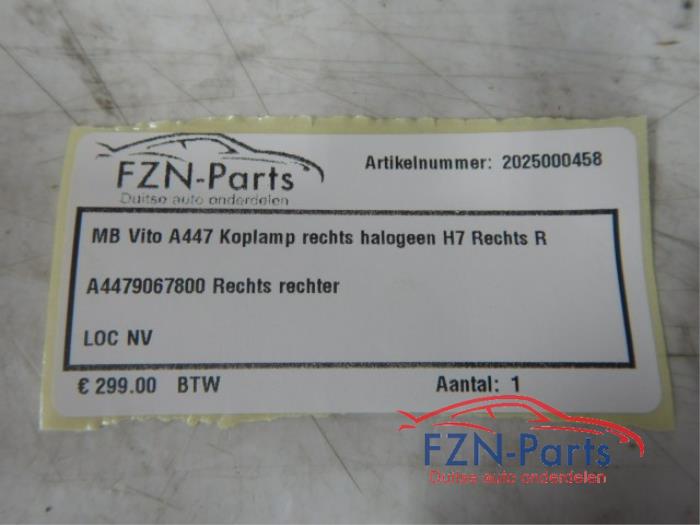 FZN-Parts
Duitse auto onderdelen
Artikelnummer: 2025000458
MB Vito A447 Koplamp rechts halogeen H7 Rechts R
A4479067800 Rechts rechter
LOC NV
€ 299.00 BTW
Aantal: 1
FZN-Parts
Duitse auto onderdelen